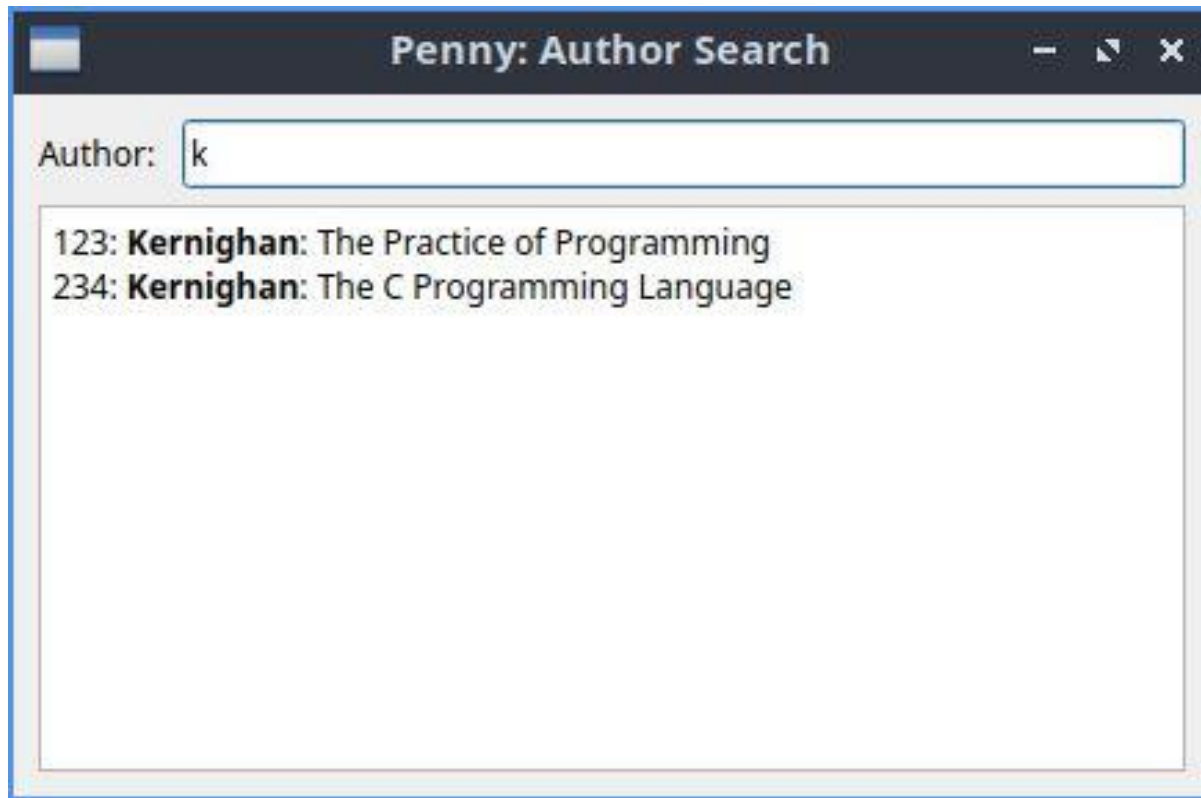 Penny: Author Search
Author: k
123: Kernighan: The Practice of Programming
234: Kernighan: The C Programming Language